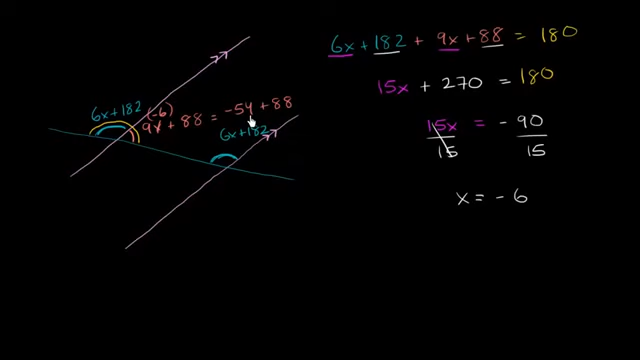 6x+182 + 9x+88 = 180
15x + 270 = 180
15x = -90
15 15
x = -6
6x+182
(-6)
9x + 88 = -54 + 88
6x+182